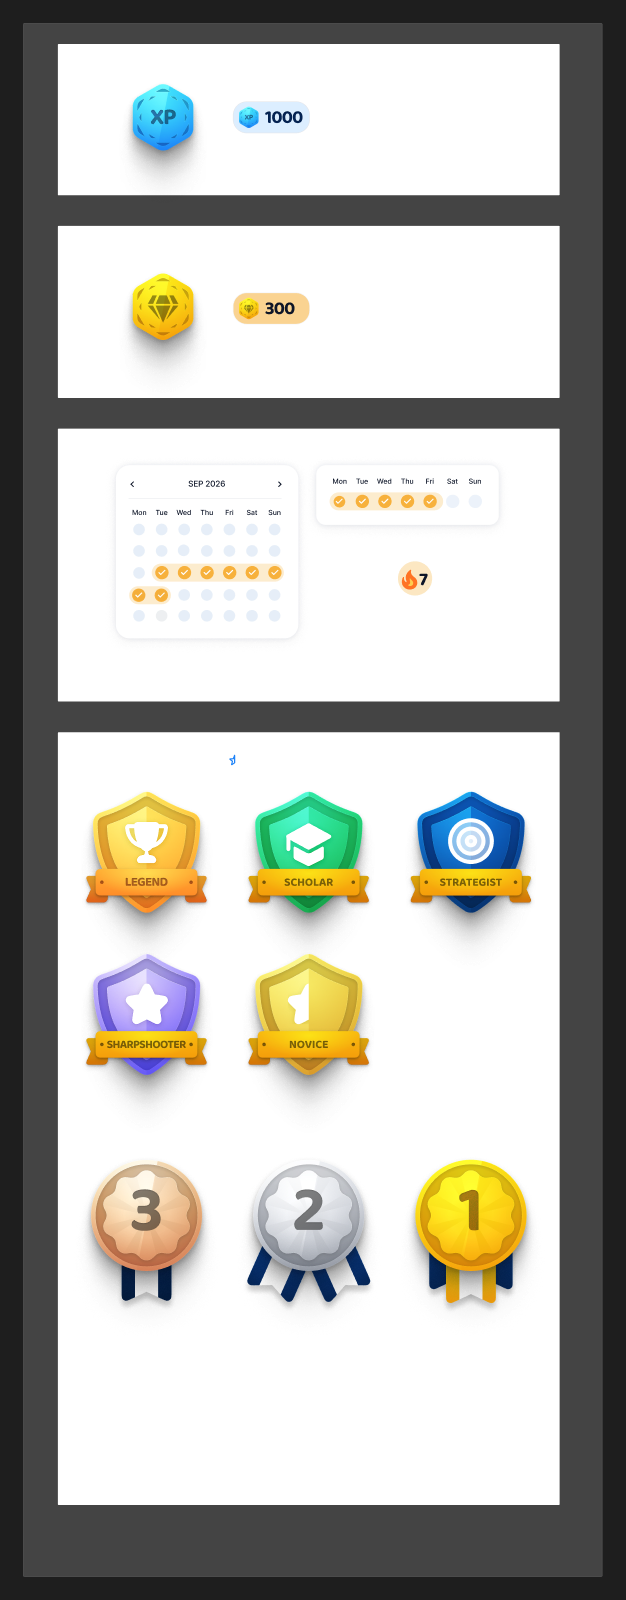 XP
XP 1000
300
SEP 2026
Mon Tue Wed Thu Fri Sat Sun
Mon Tue Wed Thu Fri Sat Sun
7
LEGEND
SCHOLAR
STRATEGIST
SHARPSHOOTER
NOVICE
3
2
1